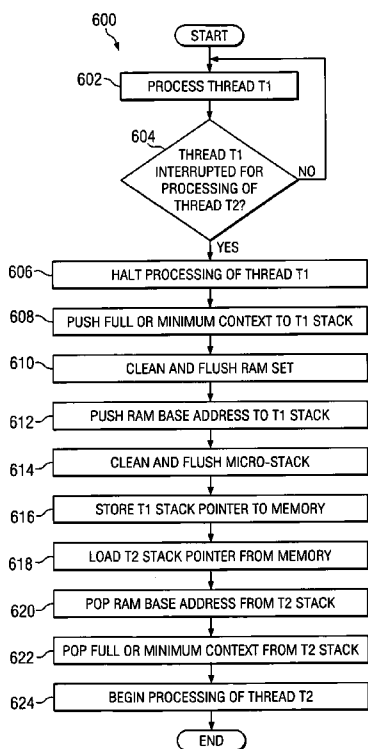 600
START
602
PROCESS THREAD T1
604
THREAD T1
INTERRUPTED FOR
PROCESSING OF
THREAD T2?
NO
YES
606
HALT PROCESSING OF THREAD T1
608
PUSH FULL OR MINIMUM CONTEXT TO T1 STACK
610
CLEAN AND FLUSH RAM SET
612
PUSH RAM BASE ADDRESS TO T1 STACK
614
CLEAN AND FLUSH MICRO-STACK
616
STORE T1 STACK POINTER TO MEMORY
618
LOAD T2 STACK POINTER FROM MEMORY
620
POP RAM BASE ADDRESS FROM T2 STACK
622
POP FULL OR MINIMUM CONTEXT FROM T2 STACK
624
BEGIN PROCESSING OF THREAD T2
END